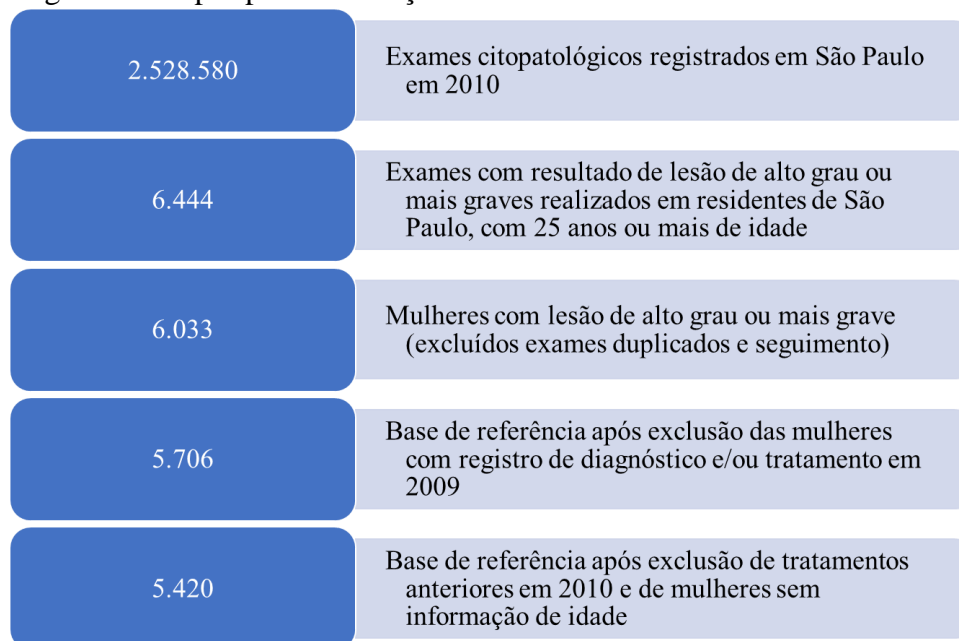 2.528.580
Exames citopatológicos registrados em São Paulo
em 2010
6.444
Exames com resultado de lesão de alto grau ou
mais graves realizados em residentes de São
Paulo, com 25 anos ou mais de idade
6.033
Mulheres com lesão de alto grau ou mais grave
(excluídos exames duplicados e seguimento)
5.706
Base de referência após exclusão das mulheres
com registro de diagnóstico e/ou tratamento em
2009
5.420
Base de referência após exclusão de tratamentos
anteriores em 2010 e de mulheres sem
informação de idade